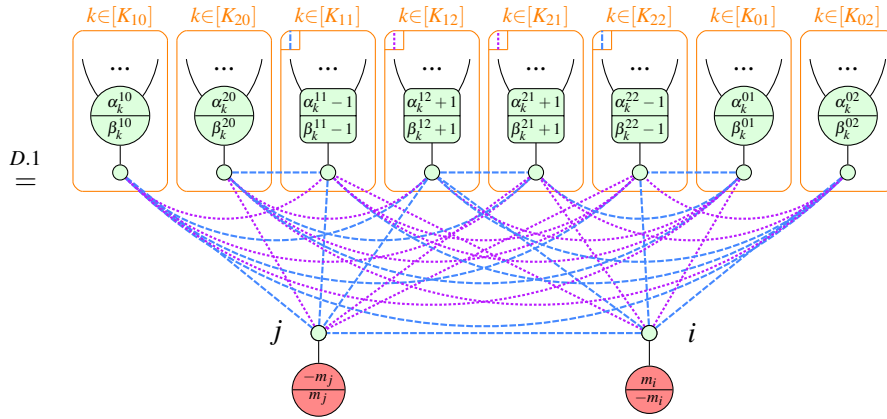 k∈[K₁₀] k∈[K₂₀] k∈[K₁₁] k∈[K₁₂] k∈[K₂₁] k∈[K₂₂] k∈[K₀₁] k∈[K₀₂]
... ... ... ... ... ... ... ...
α_k^{10} α_k^{20} α_k^{11} − 1 α_k^{12} + 1 α_k^{21} + 1 α_k^{22} − 1 α_k^{01} α_k^{02}
β_k^{10} β_k^{20} β_k^{11} − 1 β_k^{12} + 1 β_k^{21} + 1 β_k^{22} − 1 β_k^{01} β_k^{02}
D.1
=
j i
−m_j m_i
m_j −m_i